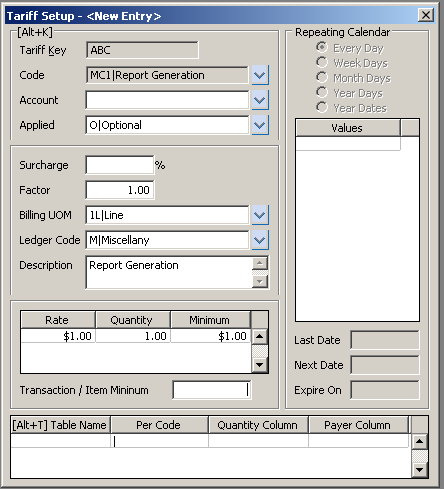 Tariff Setup - <New Entry>
[Alt+K]
Tariff Key ABC
Code MC1|Report Generation
Account
Applied O|Optional
Surcharge %
Factor 1.00
Billing UOM 1L|Line
Ledger Code M|Miscellany
Description Report Generation
Rate Quantity Minimum
$1.00 1.00 $1.00
Transaction / Item Mininum
Repeating Calendar
Every Day
Week Days
Month Days
Year Days
Year Dates
Values
Last Date
Next Date
Expire On
[Alt+T] Table Name Per Code Quantity Column Payer Column